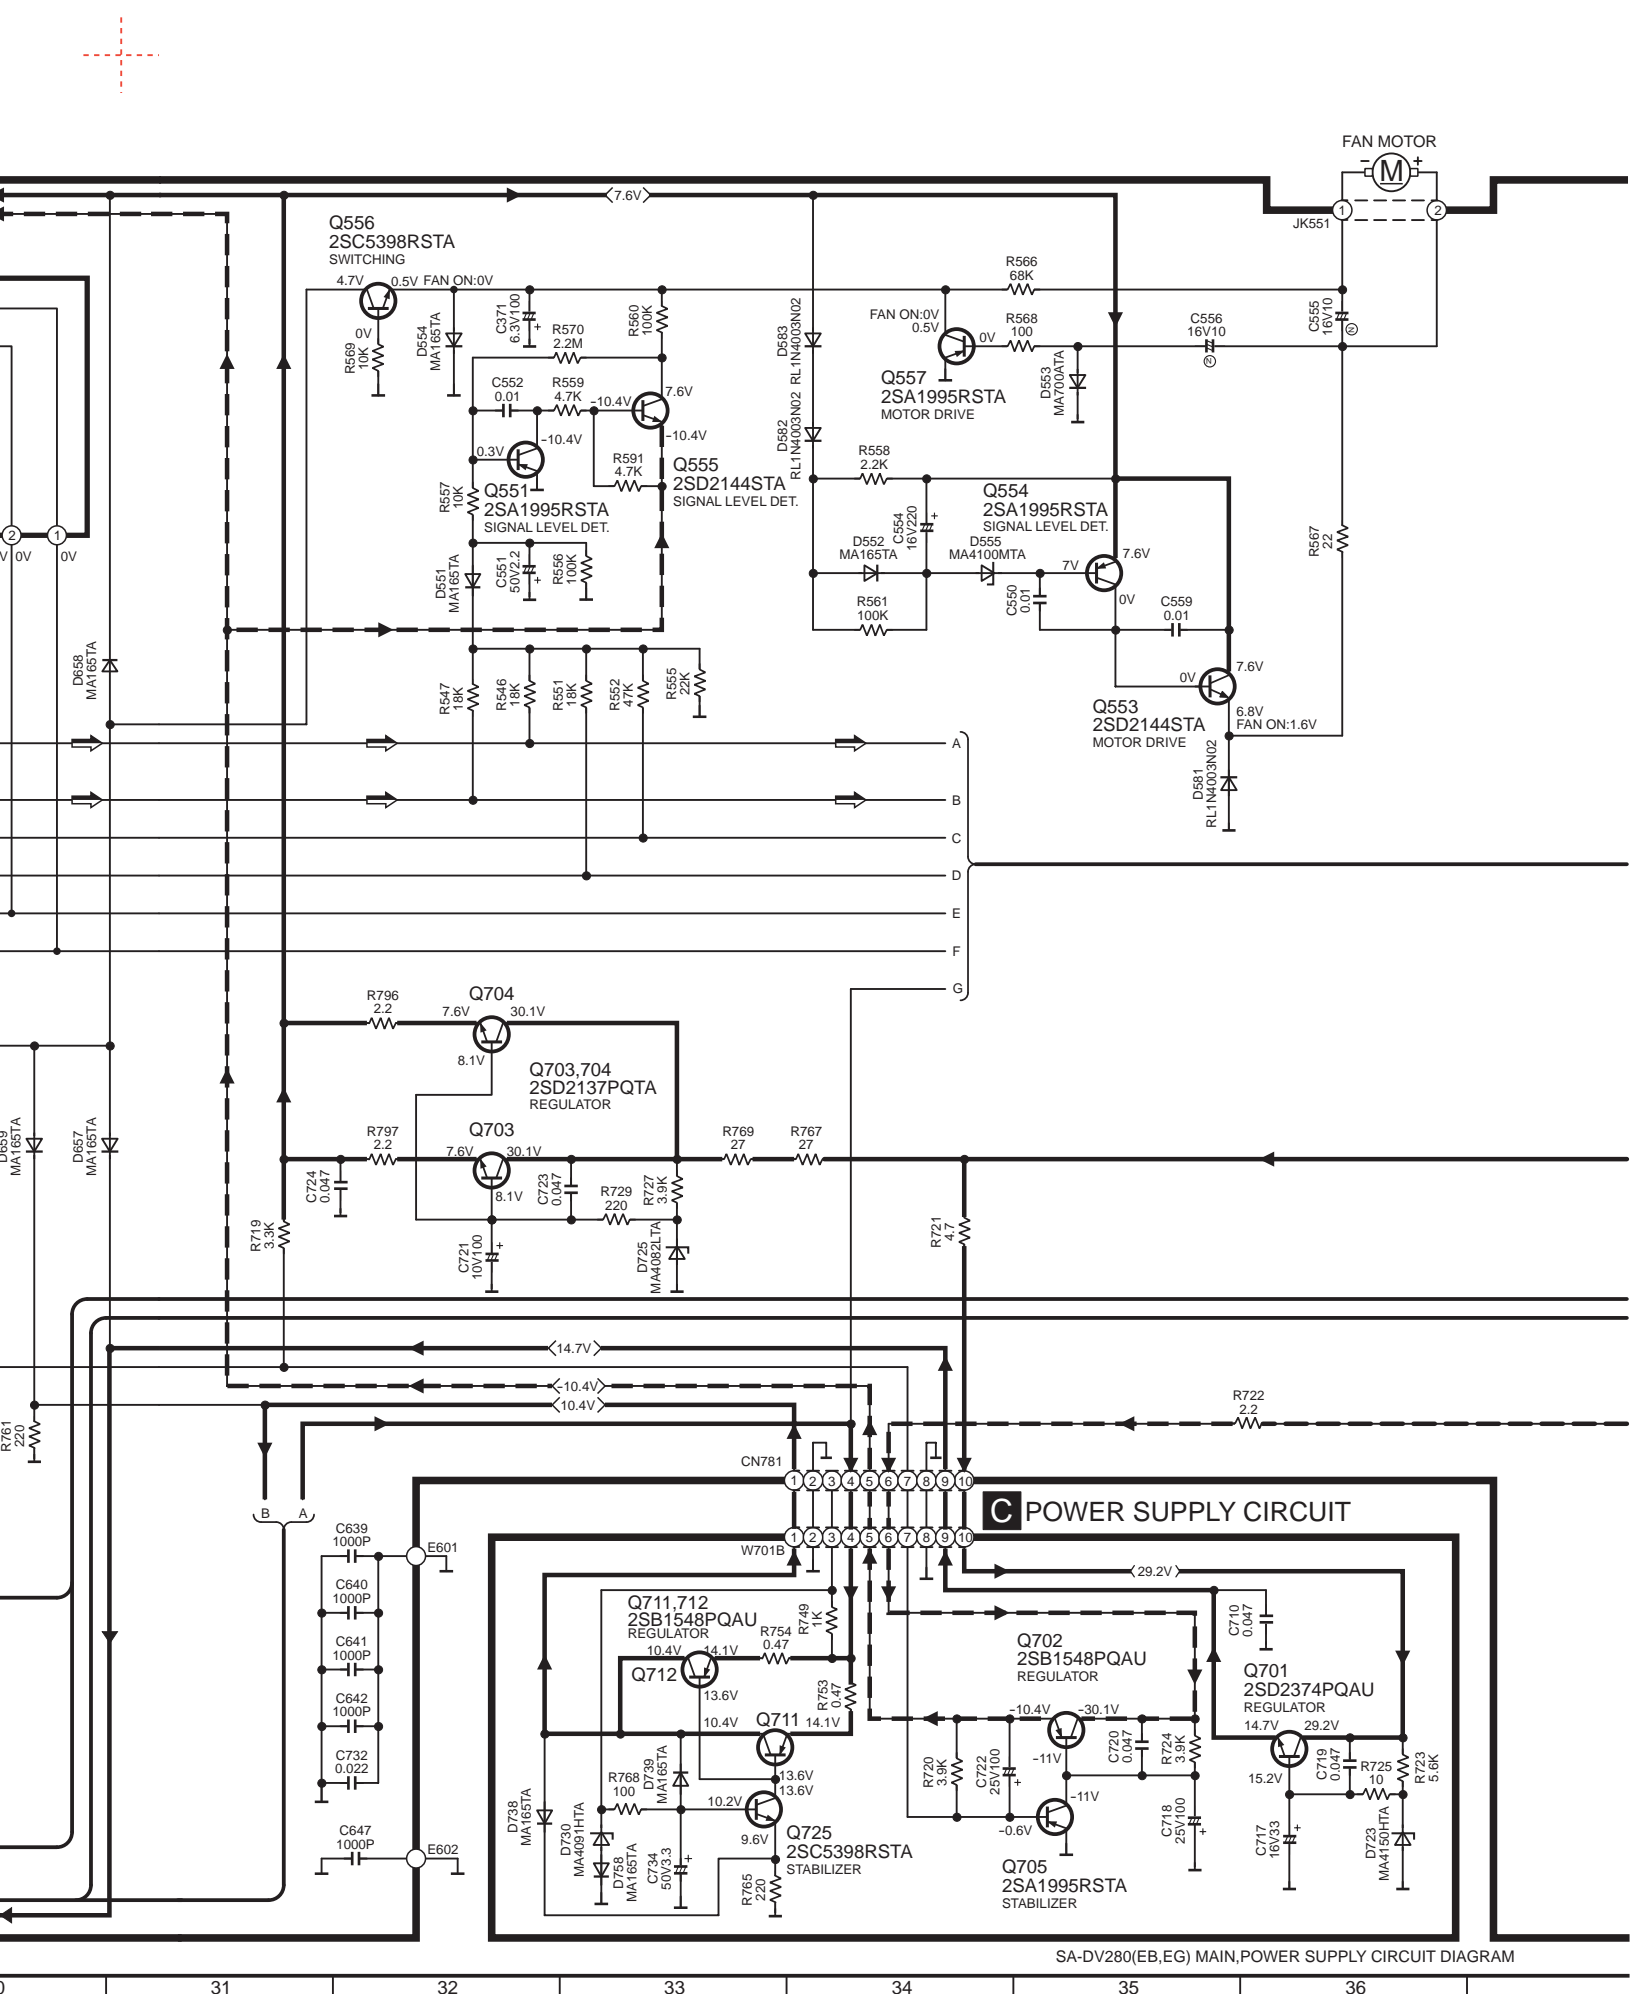 FAN MOTOR
- M +
JK551 1 2
7.6V
Q556
2SC5398RSTA
SWITCHING
4.7V 0.5V FAN ON:0V
0V
R569
10K
D554
MA165TA
C371
6.3V100
+
R570
2.2M
R560
100K
C552
0.01
R559
4.7K
-10.4V
7.6V
-10.4V
-10.4V
0.3V
R591
4.7K
Q555
2SD2144STA
SIGNAL LEVEL DET.
R557
10K
Q551
2SA1995RSTA
SIGNAL LEVEL DET.
D551
MA165TA
C551
50V2.2
+
R556
100K
D583 RL1N4003N02
D582 RL1N4003N02
R566
68K
FAN ON:0V
0.5V
0V
R568
100
Q557
2SA1995RSTA
MOTOR DRIVE
D553
MA700ATA
C556
16V10
N
C555
16V10
N
R558
2.2K
C554
16V220
+
Q554
2SA1995RSTA
SIGNAL LEVEL DET.
D552
MA165TA
D555
MA4100MTA
7V
7.6V
0V
R561
100K
C550
0.01
C559
0.01
R567
22
7.6V
0V
Q553
2SD2144STA
MOTOR DRIVE
6.8V
FAN ON:1.6V
D581
RL1N4003N02
2 1
V 0V 0V
D658
MA165TA
R547
18K
R546
18K
R551
18K
R552
47K
R555
22K
A
B
C
D
E
F
G
R796
2.2
Q704
7.6V 30.1V
8.1V
Q703,704
2SD2137PQTA
REGULATOR
R797
2.2
Q703
7.6V 30.1V
8.1V
C724
0.047
C723
0.047
R729
220
R727
3.9K
R769
27
R767
27
D659
MA165TA
D657
MA165TA
R719
3.3K
C721
10V100
+
D725
MA4082LTA
R721
4.7
14.7V
-10.4V
10.4V
R722
2.2
R761
220
CN781
1 2 3 4 5 6 7 8 9 10
C POWER SUPPLY CIRCUIT
1 2 3 4 5 6 7 8 9 10
W701B
B A
C639
1000P
E601
C640
1000P
C641
1000P
C642
1000P
C732
0.022
C647
1000P
E602
29.2V
Q711,712
2SB1548PQAU
REGULATOR
10.4V 14.1V
Q712
13.6V
R754
0.47
R749
1K
R753
0.47
10.4V
Q711
14.1V
13.6V
13.6V
R768
100
D739
MA165TA
10.2V
9.6V
D738
MA165TA
D730
MA4091HTA
D758
MA165TA
C734
50V3.3
+
R765
220
Q725
2SC5398RSTA
STABILIZER
Q702
2SB1548PQAU
REGULATOR
-10.4V -30.1V
-11V
-11V
-0.6V
R720
3.9K
C722
25V100
+
C720
0.047
R724
3.9K
C718
25V100
+
Q705
2SA1995RSTA
STABILIZER
C710
0.047
Q701
2SD2374PQAU
REGULATOR
14.7V 29.2V
15.2V
C719
0.047
R725
10
R723
5.6K
C717
16V33
+
D723
MA4150HTA
SA-DV280(EB,EG) MAIN,POWER SUPPLY CIRCUIT DIAGRAM
31 32 33 34 35 36